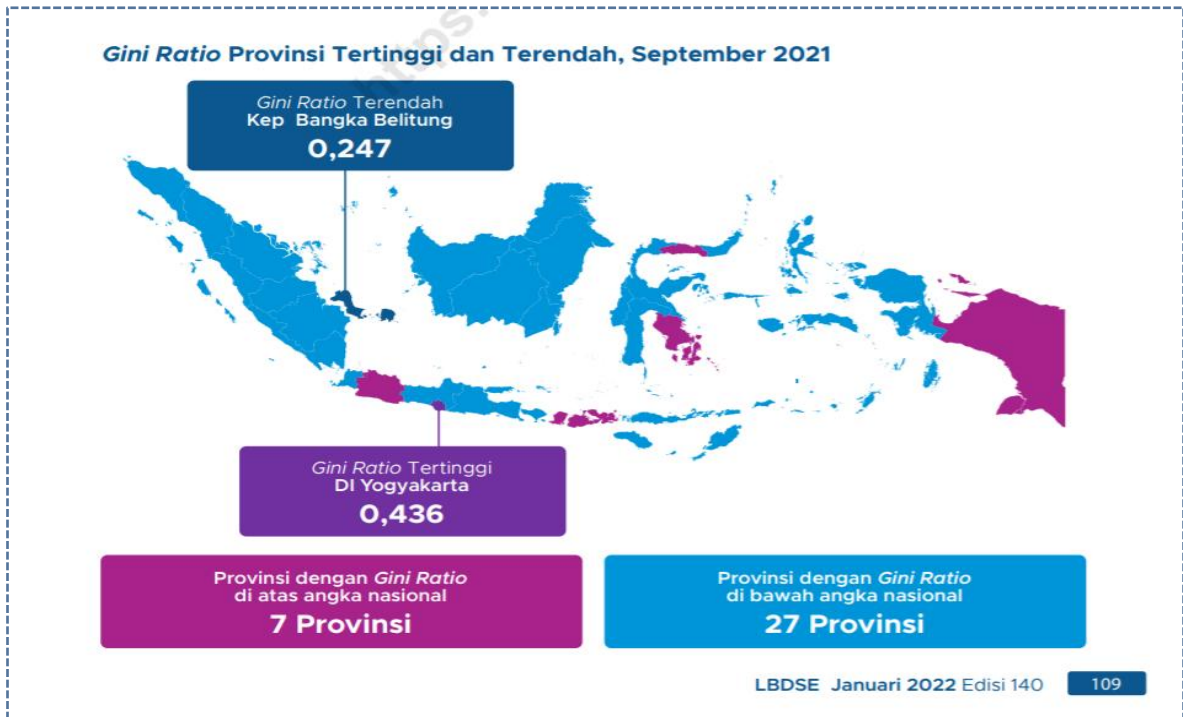 https.
Gini Ratio Provinsi Tertinggi dan Terendah, September 2021
Gini Ratio Terendah
Kep Bangka Belitung
0,247
Gini Ratio Tertinggi
DI Yogyakarta
0,436
Provinsi dengan Gini Ratio
di atas angka nasional
7 Provinsi
Provinsi dengan Gini Ratio
di bawah angka nasional
27 Provinsi
LBDSE Januari 2022 Edisi 140
109